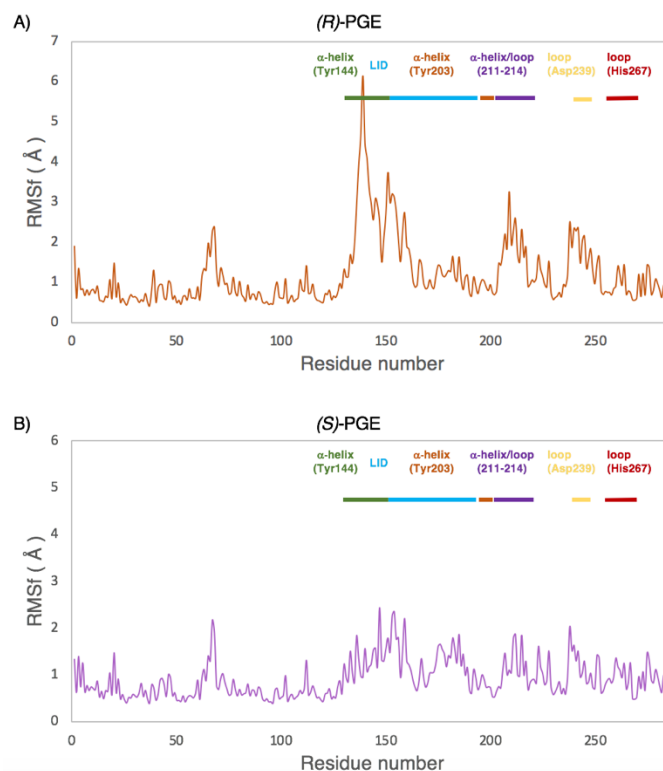 A) (R)-PGE
7
6
5
4
3
2
1
0
RMSf ( Å )
α-helix (Tyr144)
LID
α-helix (Tyr203)
α-helix/loop (211-214)
loop (Asp239)
loop (His267)
0 50 100 150 200 250
Residue number
B) (S)-PGE
6
5
4
3
2
1
0
RMSf ( Å )
α-helix (Tyr144)
LID
α-helix (Tyr203)
α-helix/loop (211-214)
loop (Asp239)
loop (His267)
0 50 100 150 200 250
Residue number